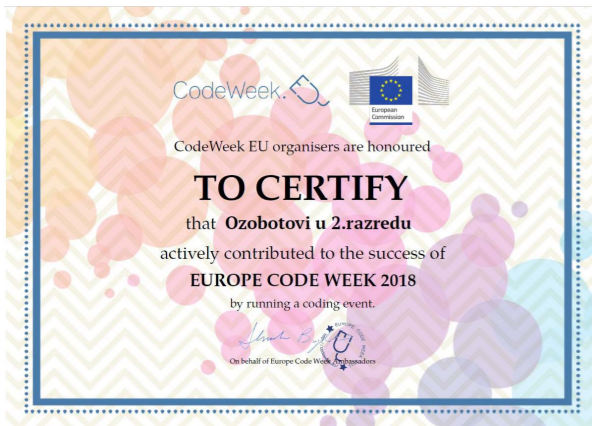 CodeWeek.EU
European
Commission
CodeWeek EU organisers are honoured
TO CERTIFY
that Ozobotovi u 2.razredu
actively contributed to the success of
EUROPE CODE WEEK 2018
by running a coding event.
On behalf of Europe Code Week Ambassadors